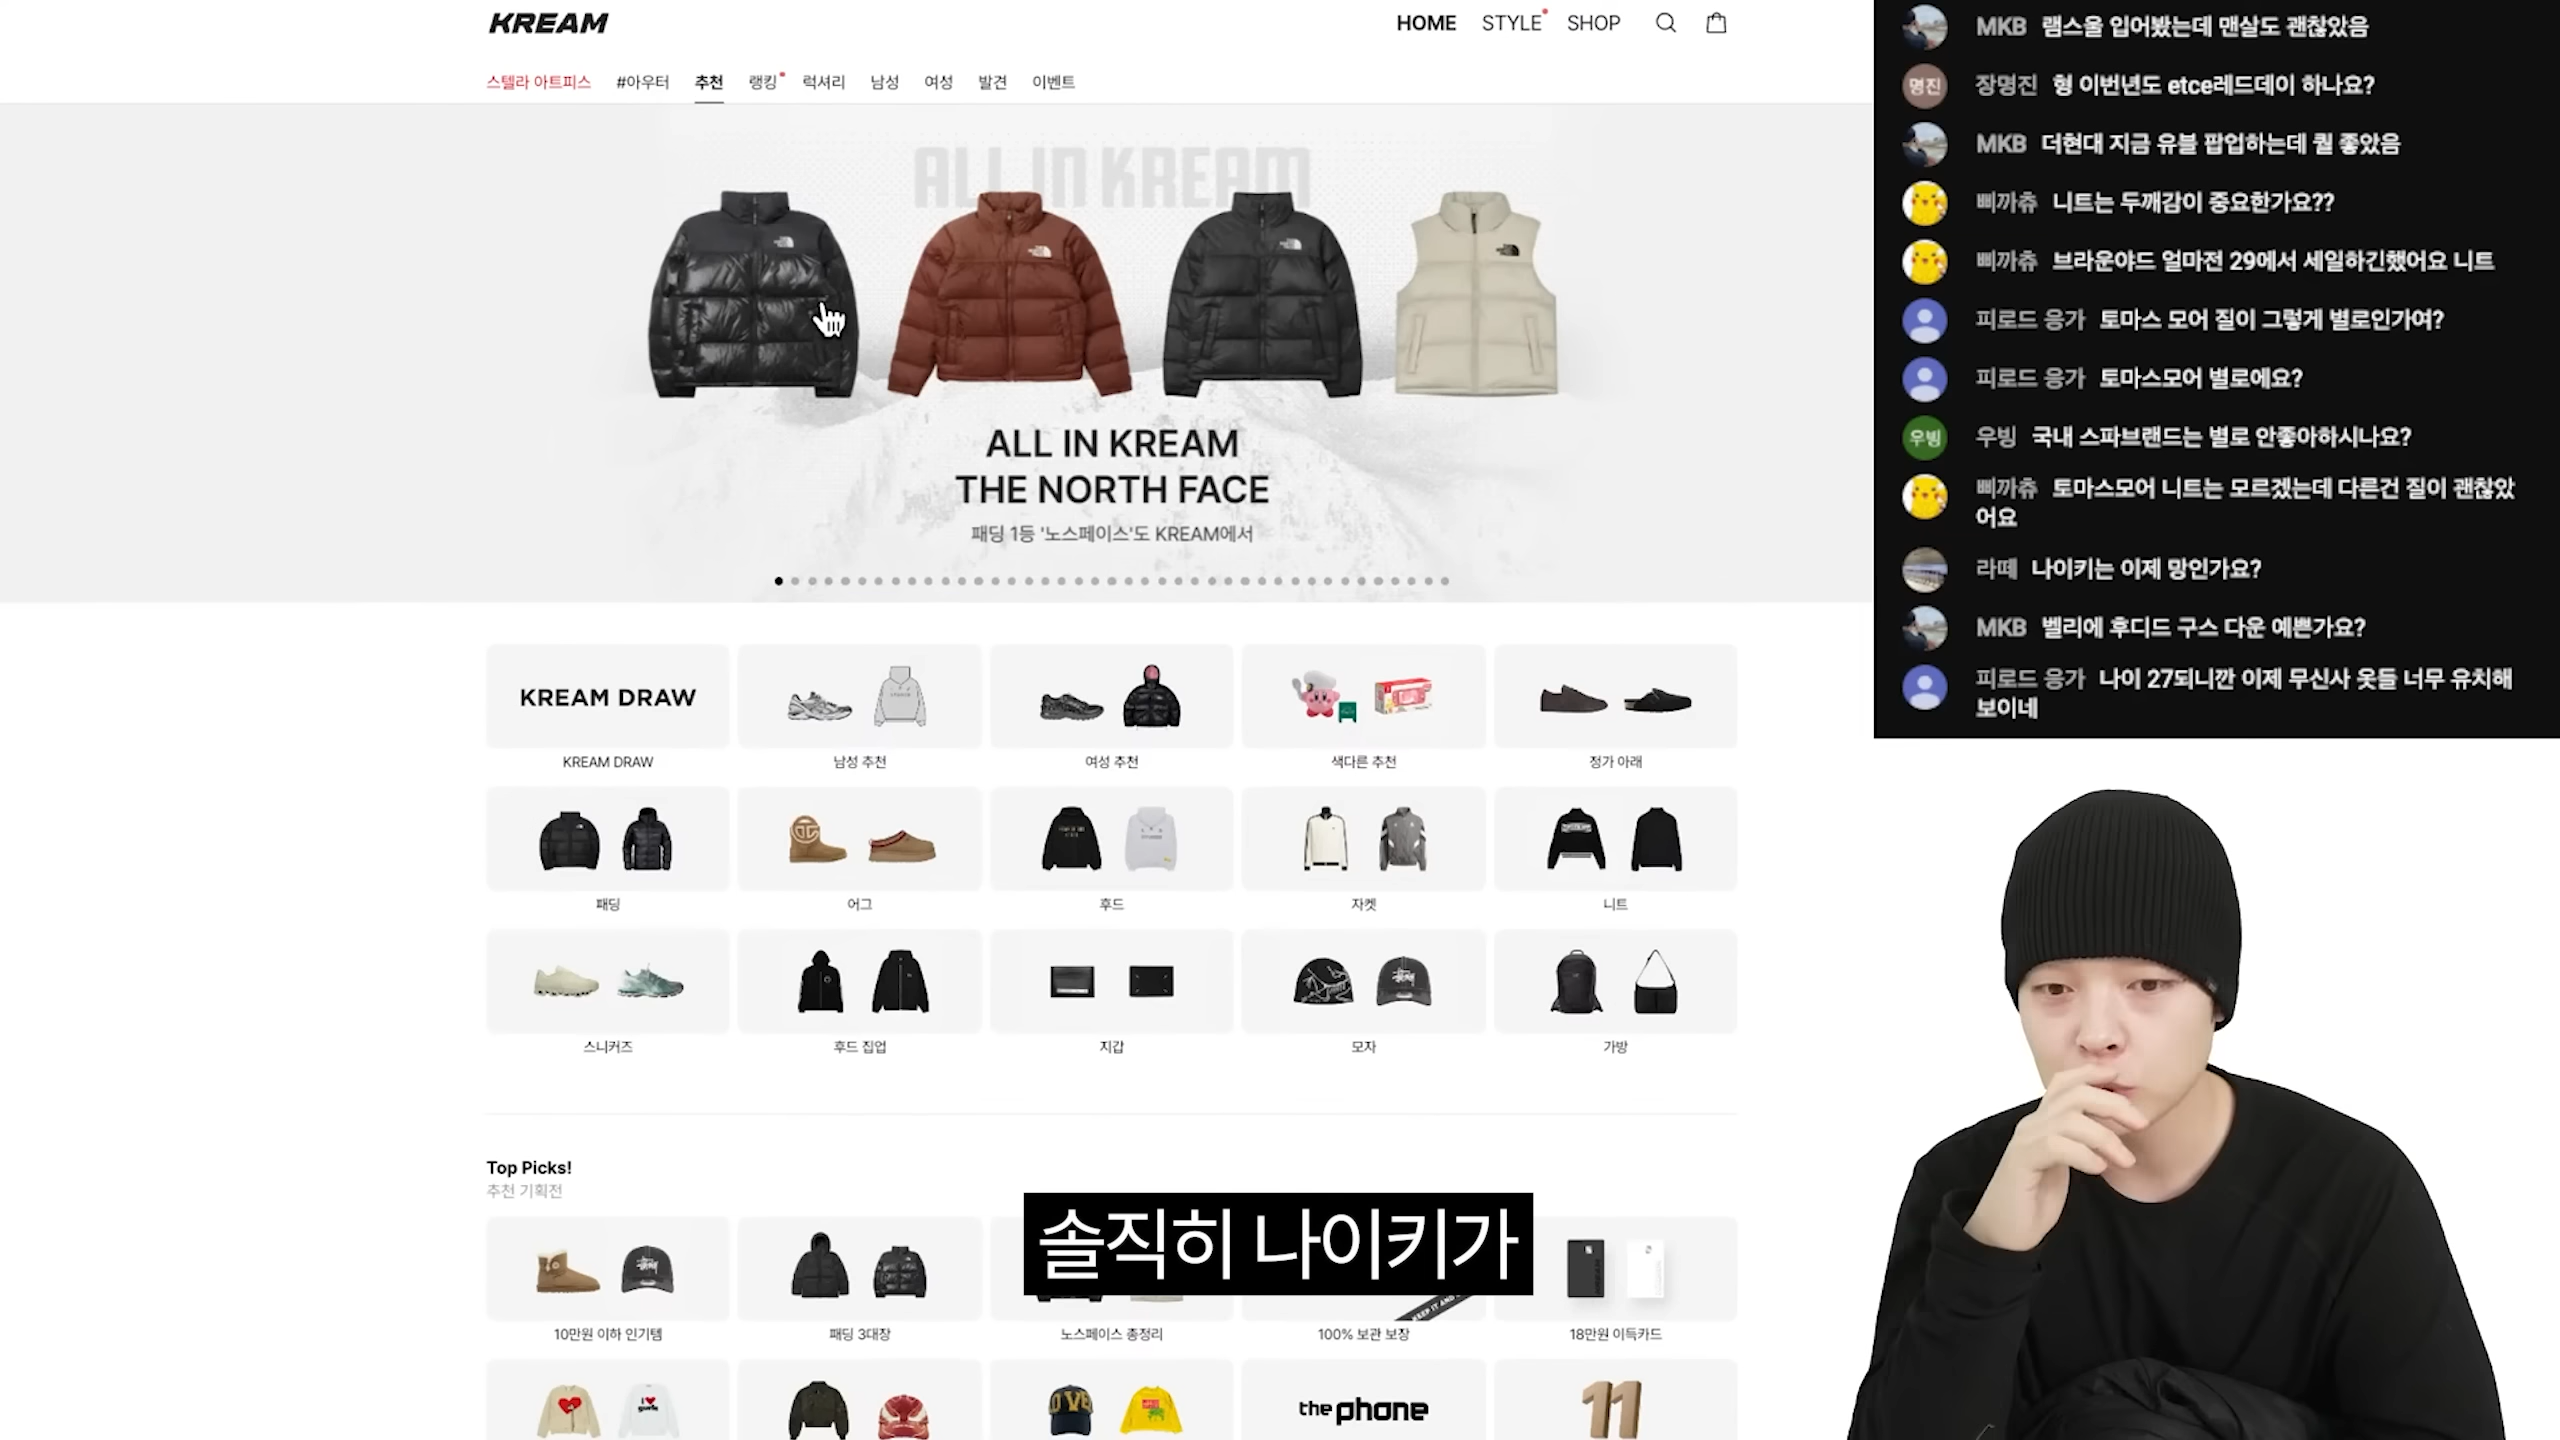 KREAM
HOME STYLE SHOP
스텔라 아트피스 #아우터 추천 랭킹 럭셔리 남성 여성 발견 이벤트
ALL IN KREAM
ALL IN KREAM
THE NORTH FACE
패딩 1등 '노스페이스'도 KREAM에서
KREAM DRAW
KREAM DRAW 남성 추천 여성 추천 색다른 추천 정가 아래
패딩 어그 후드 자켓 니트
스니커즈 후드 집업 지갑 모자 가방
Top Picks!
추천 기획전
10만원 이하 인기템 패딩 3대장 노스페이스 총정리 100% 보관 보장 18만원 이득카드
the phone
11
솔직히 나이키가
MKB 램스울 입어봤는데 맨살도 괜찮았음
명진 장명진 형 이번년도 etce레드데이 하나요?
MKB 더현대 지금 유블 팝업하는데 퀄 좋았음
삐까츄 니트는 두깨감이 중요한가요??
삐까츄 브라운야드 얼마전 29에서 세일하긴했어요 니트
피로드 응가 토마스 모어 질이 그렇게 별로인가여?
피로드 응가 토마스모어 별로에요?
우빙 우빙 국내 스파브랜드는 별로 안좋아하시나요?
삐까츄 토마스모어 니트는 모르겠는데 다른건 질이 괜찮았
어요
라떼 나이키는 이제 망인가요?
MKB 벨리에 후디드 구스 다운 예쁜가요?
피로드 응가 나이 27되니깐 이제 무신사 옷들 너무 유치해
보이네